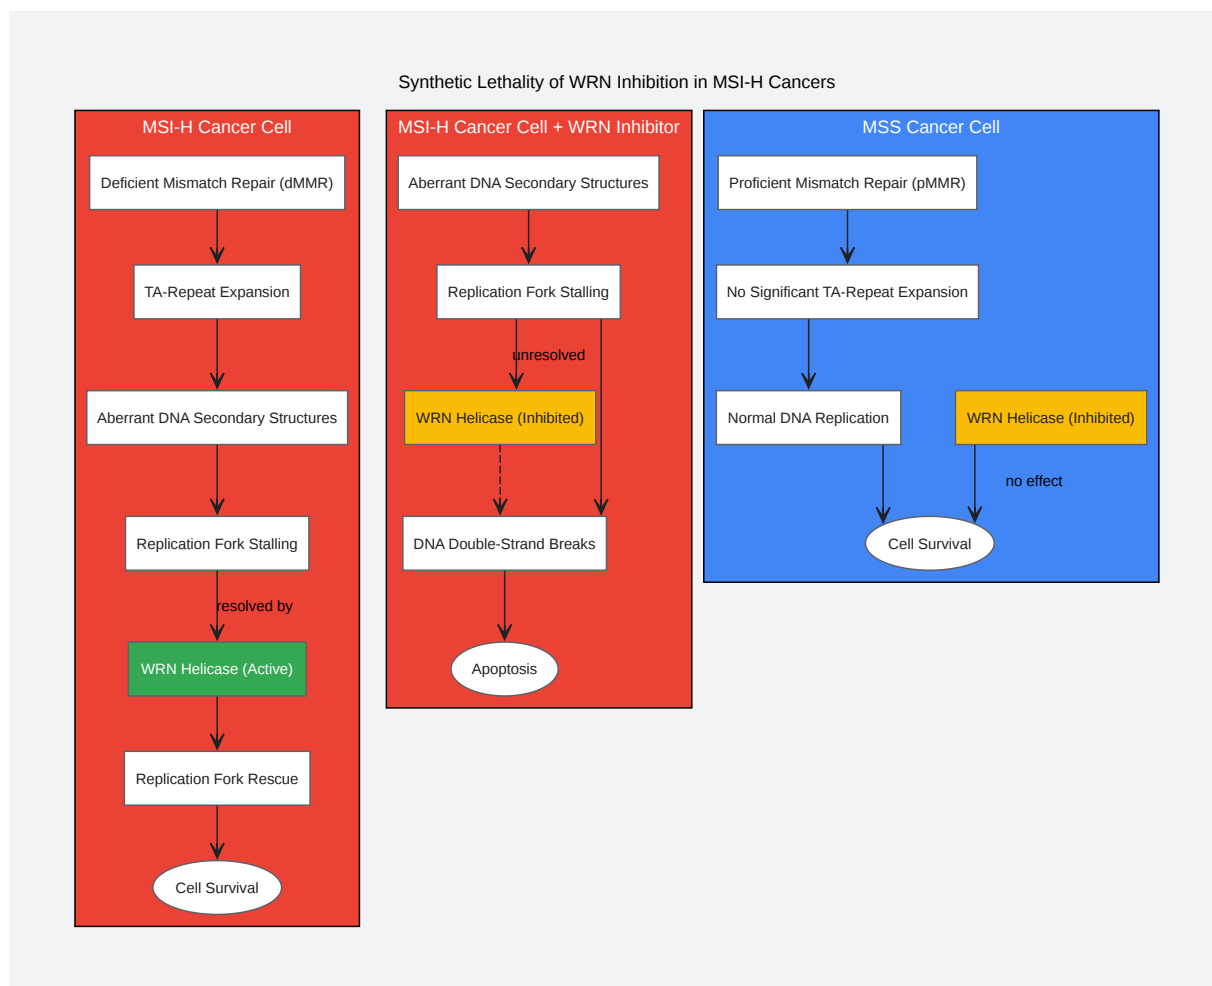 Synthetic Lethality of WRN Inhibition in MSI-H Cancers
MSI-H Cancer Cell
Deficient Mismatch Repair (dMMR)
TA-Repeat Expansion
Aberrant DNA Secondary Structures
Replication Fork Stalling
resolved by
WRN Helicase (Active)
Replication Fork Rescue
Cell Survival
MSI-H Cancer Cell + WRN Inhibitor
Aberrant DNA Secondary Structures
Replication Fork Stalling
unresolved
WRN Helicase (Inhibited)
DNA Double-Strand Breaks
Apoptosis
MSS Cancer Cell
Proficient Mismatch Repair (pMMR)
No Significant TA-Repeat Expansion
Normal DNA Replication
WRN Helicase (Inhibited)
no effect
Cell Survival